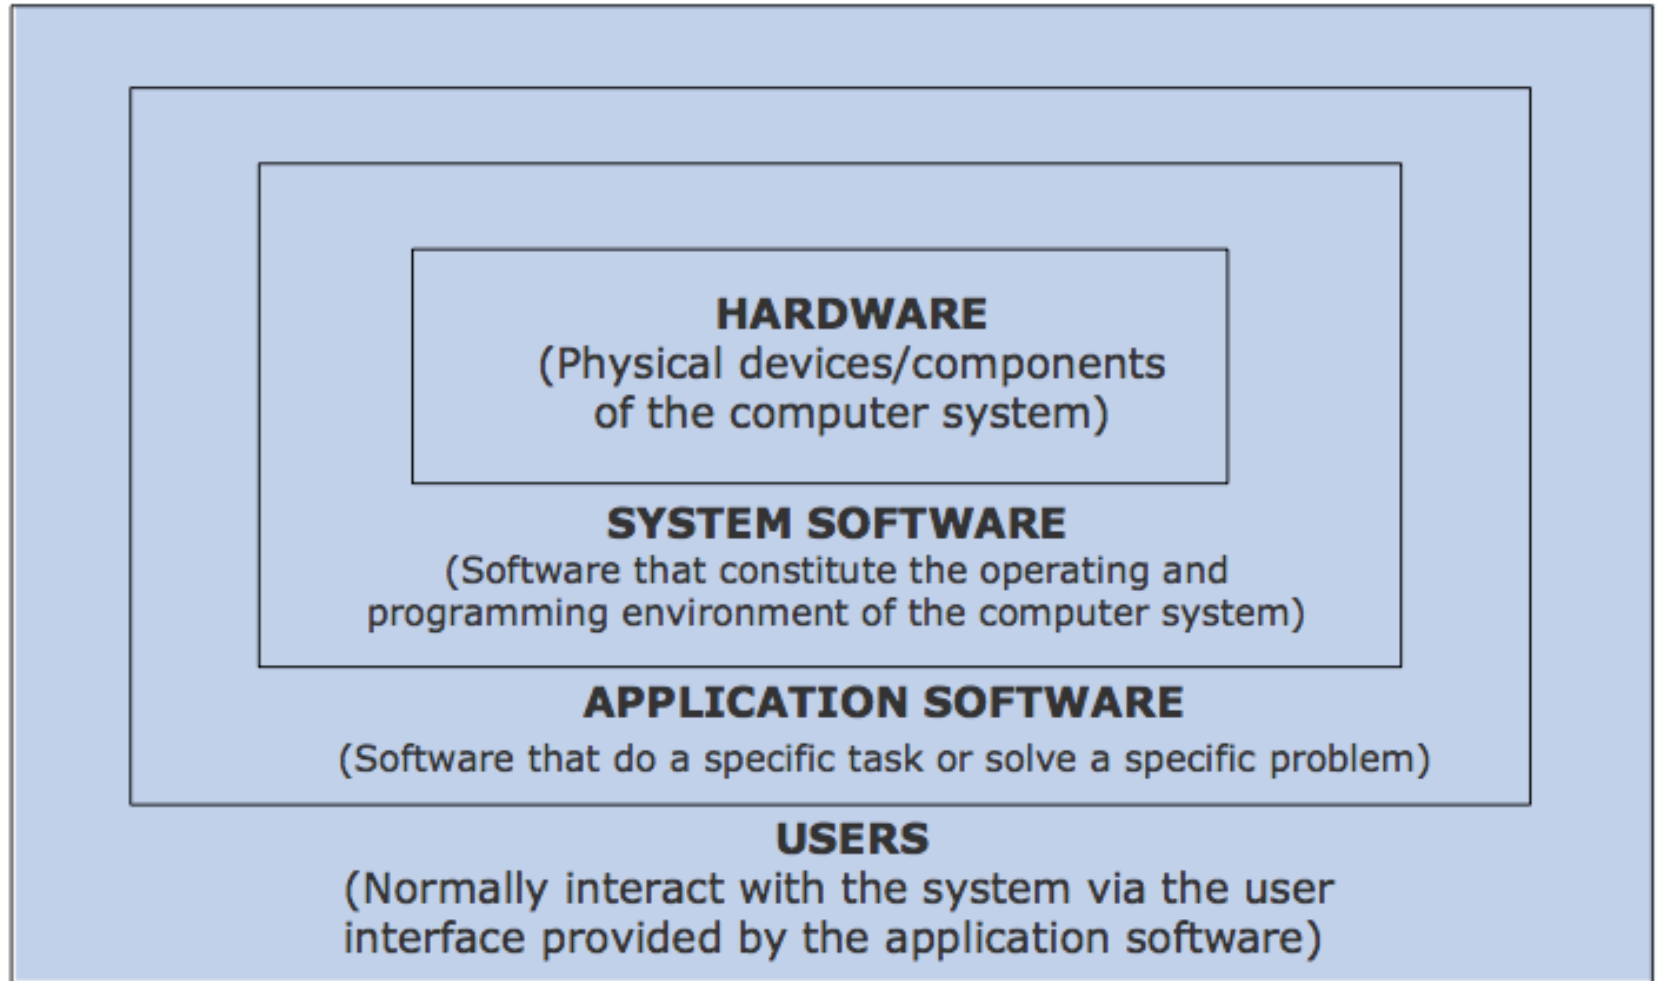 HARDWARE
(Physical devices/components
of the computer system)
SYSTEM SOFTWARE
(Software that constitute the operating and
programming environment of the computer system)
APPLICATION SOFTWARE
(Software that do a specific task or solve a specific problem)
USERS
(Normally interact with the system via the user
interface provided by the application software)